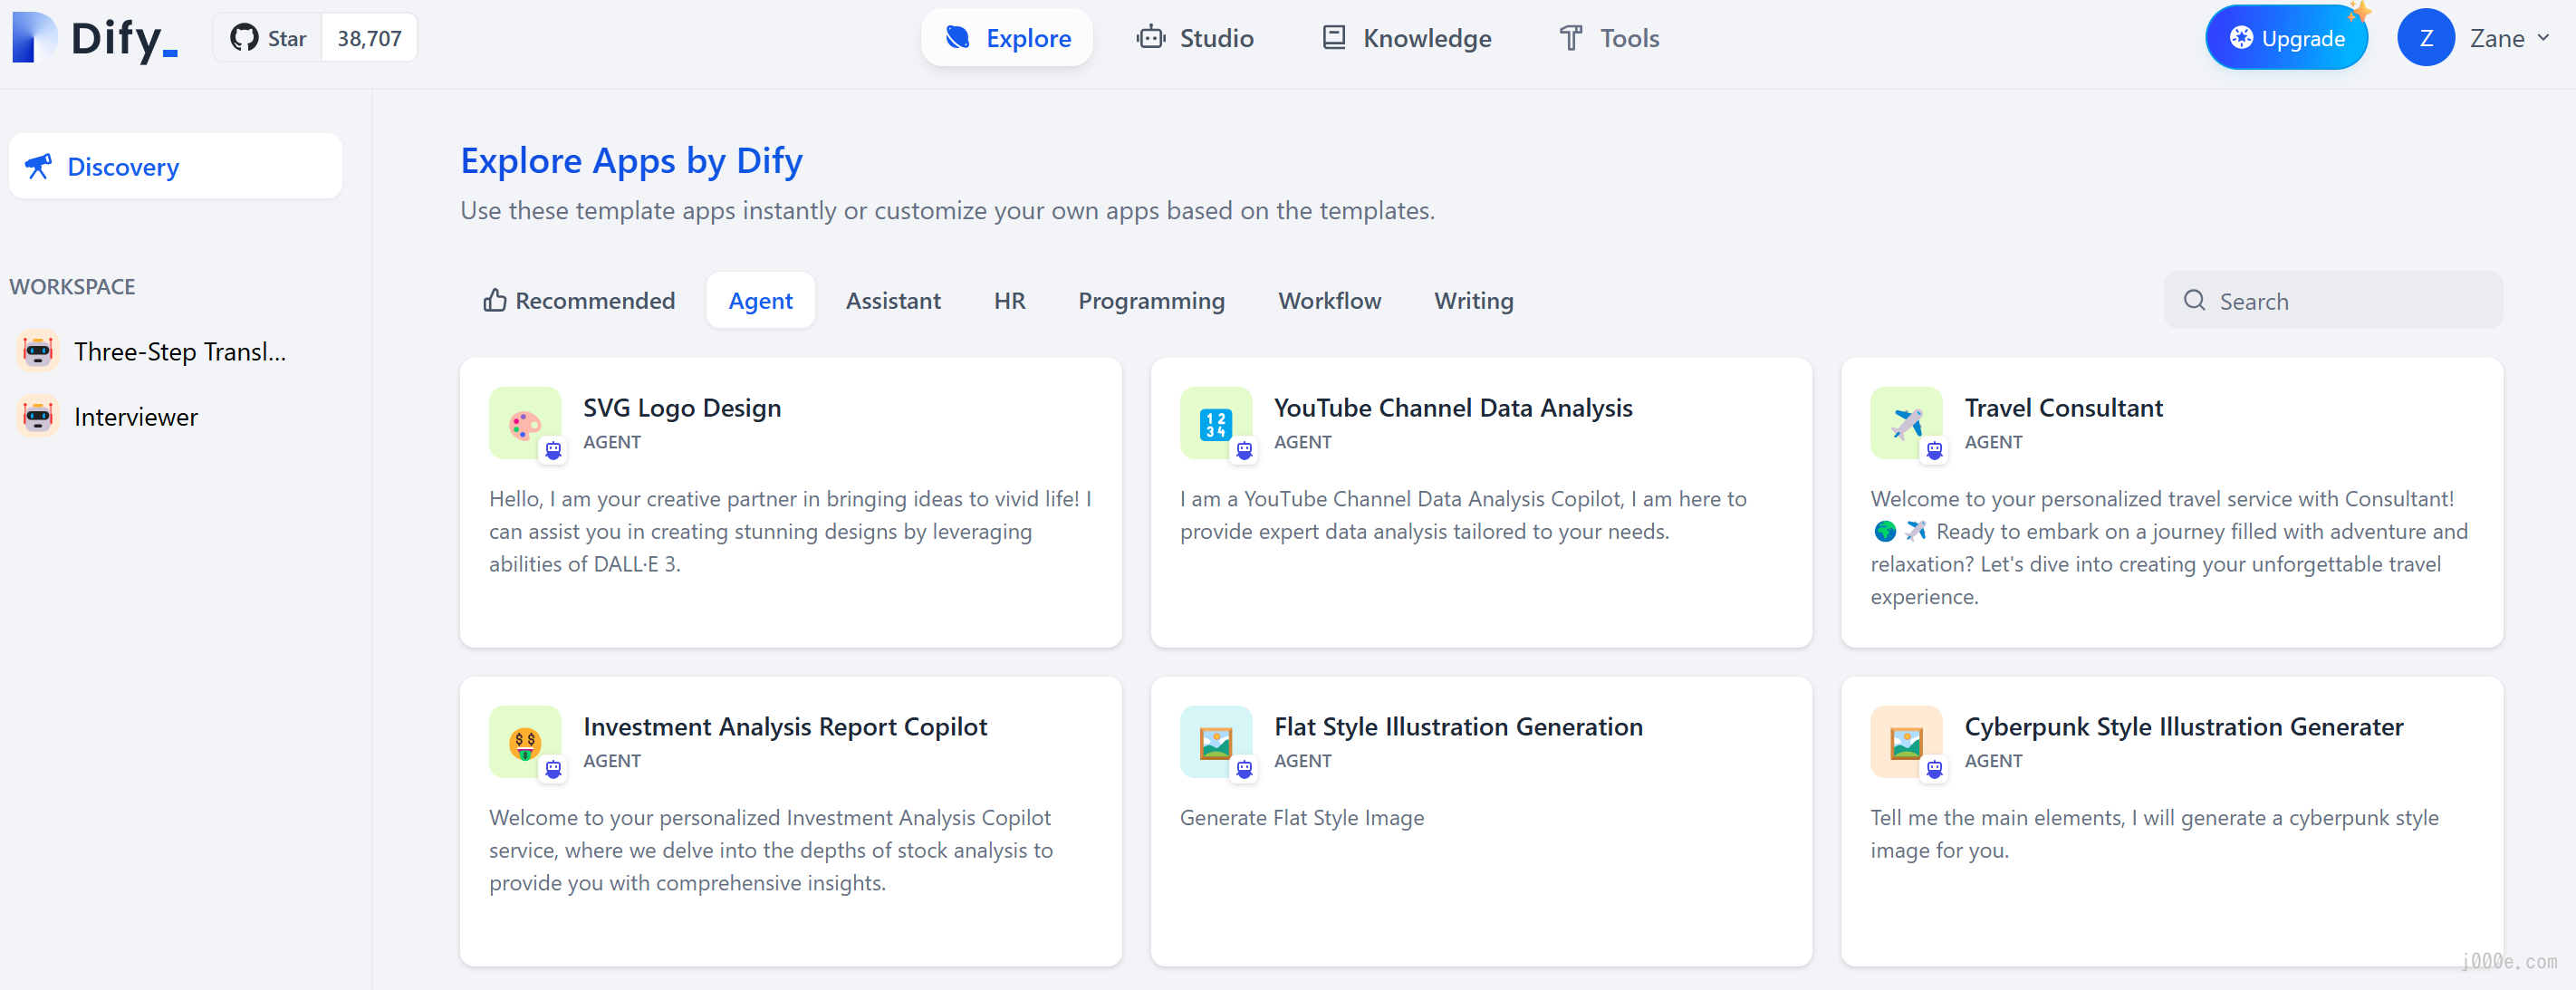 Dify_
Star 38,707
Explore
Studio
Knowledge
Tools
Upgrade
Z
Zane
Discovery
WORKSPACE
Three-Step Transl...
Interviewer
Explore Apps by Dify
Use these template apps instantly or customize your own apps based on the templates.
Recommended
Agent
Assistant
HR
Programming
Workflow
Writing
Search
SVG Logo Design
AGENT
Hello, I am your creative partner in bringing ideas to vivid life! I
can assist you in creating stunning designs by leveraging
abilities of DALL·E 3.
1 2
3 4
YouTube Channel Data Analysis
AGENT
I am a YouTube Channel Data Analysis Copilot, I am here to
provide expert data analysis tailored to your needs.
Travel Consultant
AGENT
Welcome to your personalized travel service with Consultant!
🌍 ✈️ Ready to embark on a journey filled with adventure and
relaxation? Let's dive into creating your unforgettable travel
experience.
Investment Analysis Report Copilot
AGENT
Welcome to your personalized Investment Analysis Copilot
service, where we delve into the depths of stock analysis to
provide you with comprehensive insights.
Flat Style Illustration Generation
AGENT
Generate Flat Style Image
Cyberpunk Style Illustration Generater
AGENT
Tell me the main elements, I will generate a cyberpunk style
image for you.
j000e.com